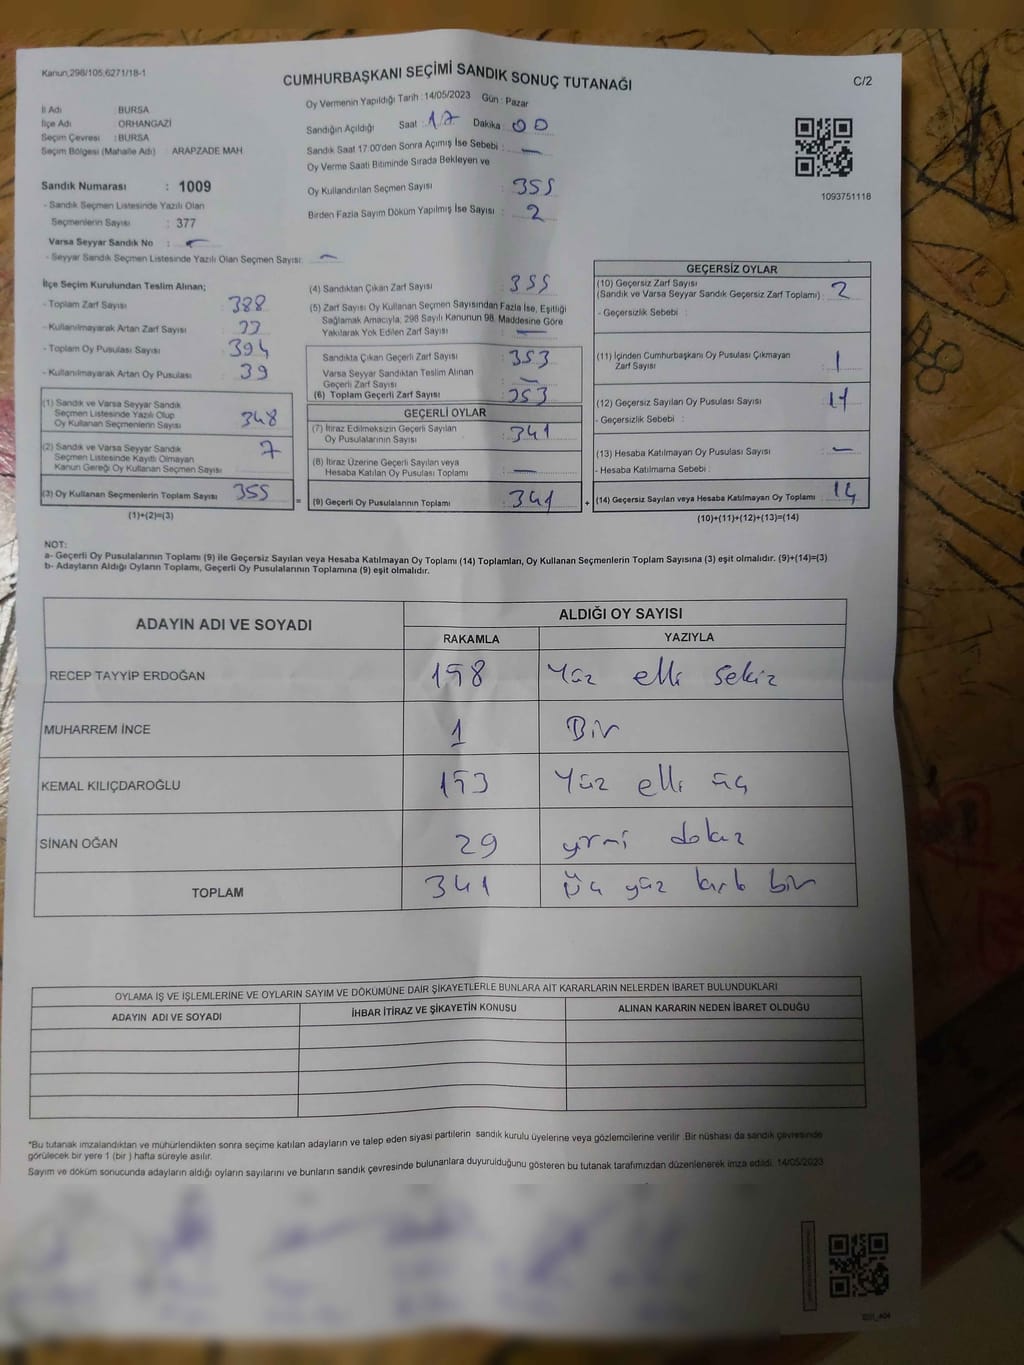 Kanun,298/105,6271/18-1
CUMHURBAŞKANI SEÇİMİ SANDIK SONUÇ TUTANAĞI
C/2
İl Adı : BURSA
İlçe Adı : ORHANGAZİ
Seçim Çevresi : BURSA
Seçim Bölgesi (Mahalle Adı) : ARAPZADE MAH.
Sandık Numarası : 1009
- Sandık Seçmen Listesinde Yazılı Olan
Seçmenlerin Sayısı : 377
Varsa Seyyar Sandık No : –
- Seyyar Sandık Seçmen Listesinde Yazılı Olan Seçmen Sayısı: –
Oy Vermenin Yapıldığı Tarih : 14/05/2023 Gün : Pazar
Sandığın Açıldığı Saat : 17 Dakika : 00
Sandık Saat 17:00'den Sonra Açımış İse Sebebi : –
Oy Verme Saati Bitiminde Sırada Bekleyen ve
Oy Kullandırılan Seçmen Sayısı : 355
Birden Fazla Sayım Döküm Yapılmış İse Sayısı : 2
1093751118
İlçe Seçim Kurulundan Teslim Alınan;
- Toplam Zarf Sayısı 388
- Kullanılmayarak Artan Zarf Sayısı 33
- Toplam Oy Pusulası Sayısı 394
- Kullanılmayarak Artan Oy Pusulası 39
(1) Sandık ve Varsa Seyyar Sandık
Seçmen Listesinde Yazılı Olup
Oy Kullanan Seçmenlerin Sayısı 348
(2) Sandık ve Varsa Seyyar Sandık
Seçmen Listesinde Kayıtlı Olmayan
Kanun Gereği Oy Kullanan Seçmen Sayısı 7
(3) Oy Kullanan Seçmenlerin Toplam Sayısı 355
(1)+(2)=(3)
(4) Sandıktan Çıkan Zarf Sayısı : 355
(5) Zarf Sayısı Oy Kullanan Seçmen Sayısından Fazla İse, Eşitliği
Sağlamak Amacıyla, 298 Sayılı Kanunun 98. Maddesine Göre
Yakılarak Yok Edilen Zarf Sayısı : –
Sandıkta Çıkan Geçerli Zarf Sayısı : 353
Varsa Seyyar Sandıktan Teslim Alınan
Geçerli Zarf Sayısı : –
(6) Toplam Geçerli Zarf Sayısı : 353
GEÇERLİ OYLAR
(7) İtiraz Edilmeksizin Geçerli Sayılan
Oy Pusulalarının Sayısı : 341
(8) İtiraz Üzerine Geçerli Sayılan veya
Hesaba Katılan Oy Pusulası Toplamı : –
= (9) Geçerli Oy Pusulalarının Toplamı : 341 +
GEÇERSİZ OYLAR
(10) Geçersiz Zarf Sayısı
(Sandık ve Varsa Seyyar Sandık Geçersiz Zarf Toplamı) : 2
- Geçersizlik Sebebi :
(11) İçinden Cumhurbaşkanı Oy Pusulası Çıkmayan
Zarf Sayısı : 1
(12) Geçersiz Sayılan Oy Pusulası Sayısı : 11
- Geçersizlik Sebebi :
(13) Hesaba Katılmayan Oy Pusulası Sayısı : –
- Hesaba Katılmama Sebebi :
(14) Geçersiz Sayılan veya Hesaba Katılmayan Oy Toplamı : 14
(10)+(11)+(12)+(13)=(14)
NOT:
a- Geçerli Oy Pusulalarının Toplamı (9) ile Geçersiz Sayılan veya Hesaba Katılmayan Oy Toplamı (14) Toplamları, Oy Kullanan Seçmenlerin Toplam Sayısına (3) eşit olmalıdır. (9)+(14)=(3)
b- Adayların Aldığı Oyların Toplamı, Geçerli Oy Pusulalarının Toplamına (9) eşit olmalıdır.
ADAYIN ADI VE SOYADI ALDIĞI OY SAYISI
RAKAMLA YAZIYLA
RECEP TAYYİP ERDOĞAN 158 Yüz elli sekiz
MUHARREM İNCE 1 Bir
KEMAL KILIÇDAROĞLU 153 Yüz elli üç
SİNAN OĞAN 29 yirmi dokuz
TOPLAM 341 Üç yüz kırk bir
OYLAMA İŞ VE İŞLEMLERİNE VE OYLARIN SAYIM VE DÖKÜMÜNE DAİR ŞİKAYETLERLE BUNLARA AİT KARARLARIN NELERDEN İBARET BULUNDUKLARI
ADAYIN ADI VE SOYADI İHBAR İTİRAZ VE ŞİKAYETİN KONUSU ALINAN KARARIN NEDEN İBARET OLDUĞU
*Bu tutanak imzalandıktan ve mühürlendikten sonra seçime katılan adayların ve talep eden siyasi partilerin sandık kurulu üyelerine veya gözlemcilerine verilir .Bir nüshası da sandık çevresinde
görülecek bir yere 1 (bir ) hafta süreyle asılır.
Sayım ve döküm sonucunda adayların aldığı oyların sayılarını ve bunların sandık çevresinde bulunanlara duyurulduğunu gösteren bu tutanak tarafımızdan düzenlenerek imza edildi. 14/05/2023